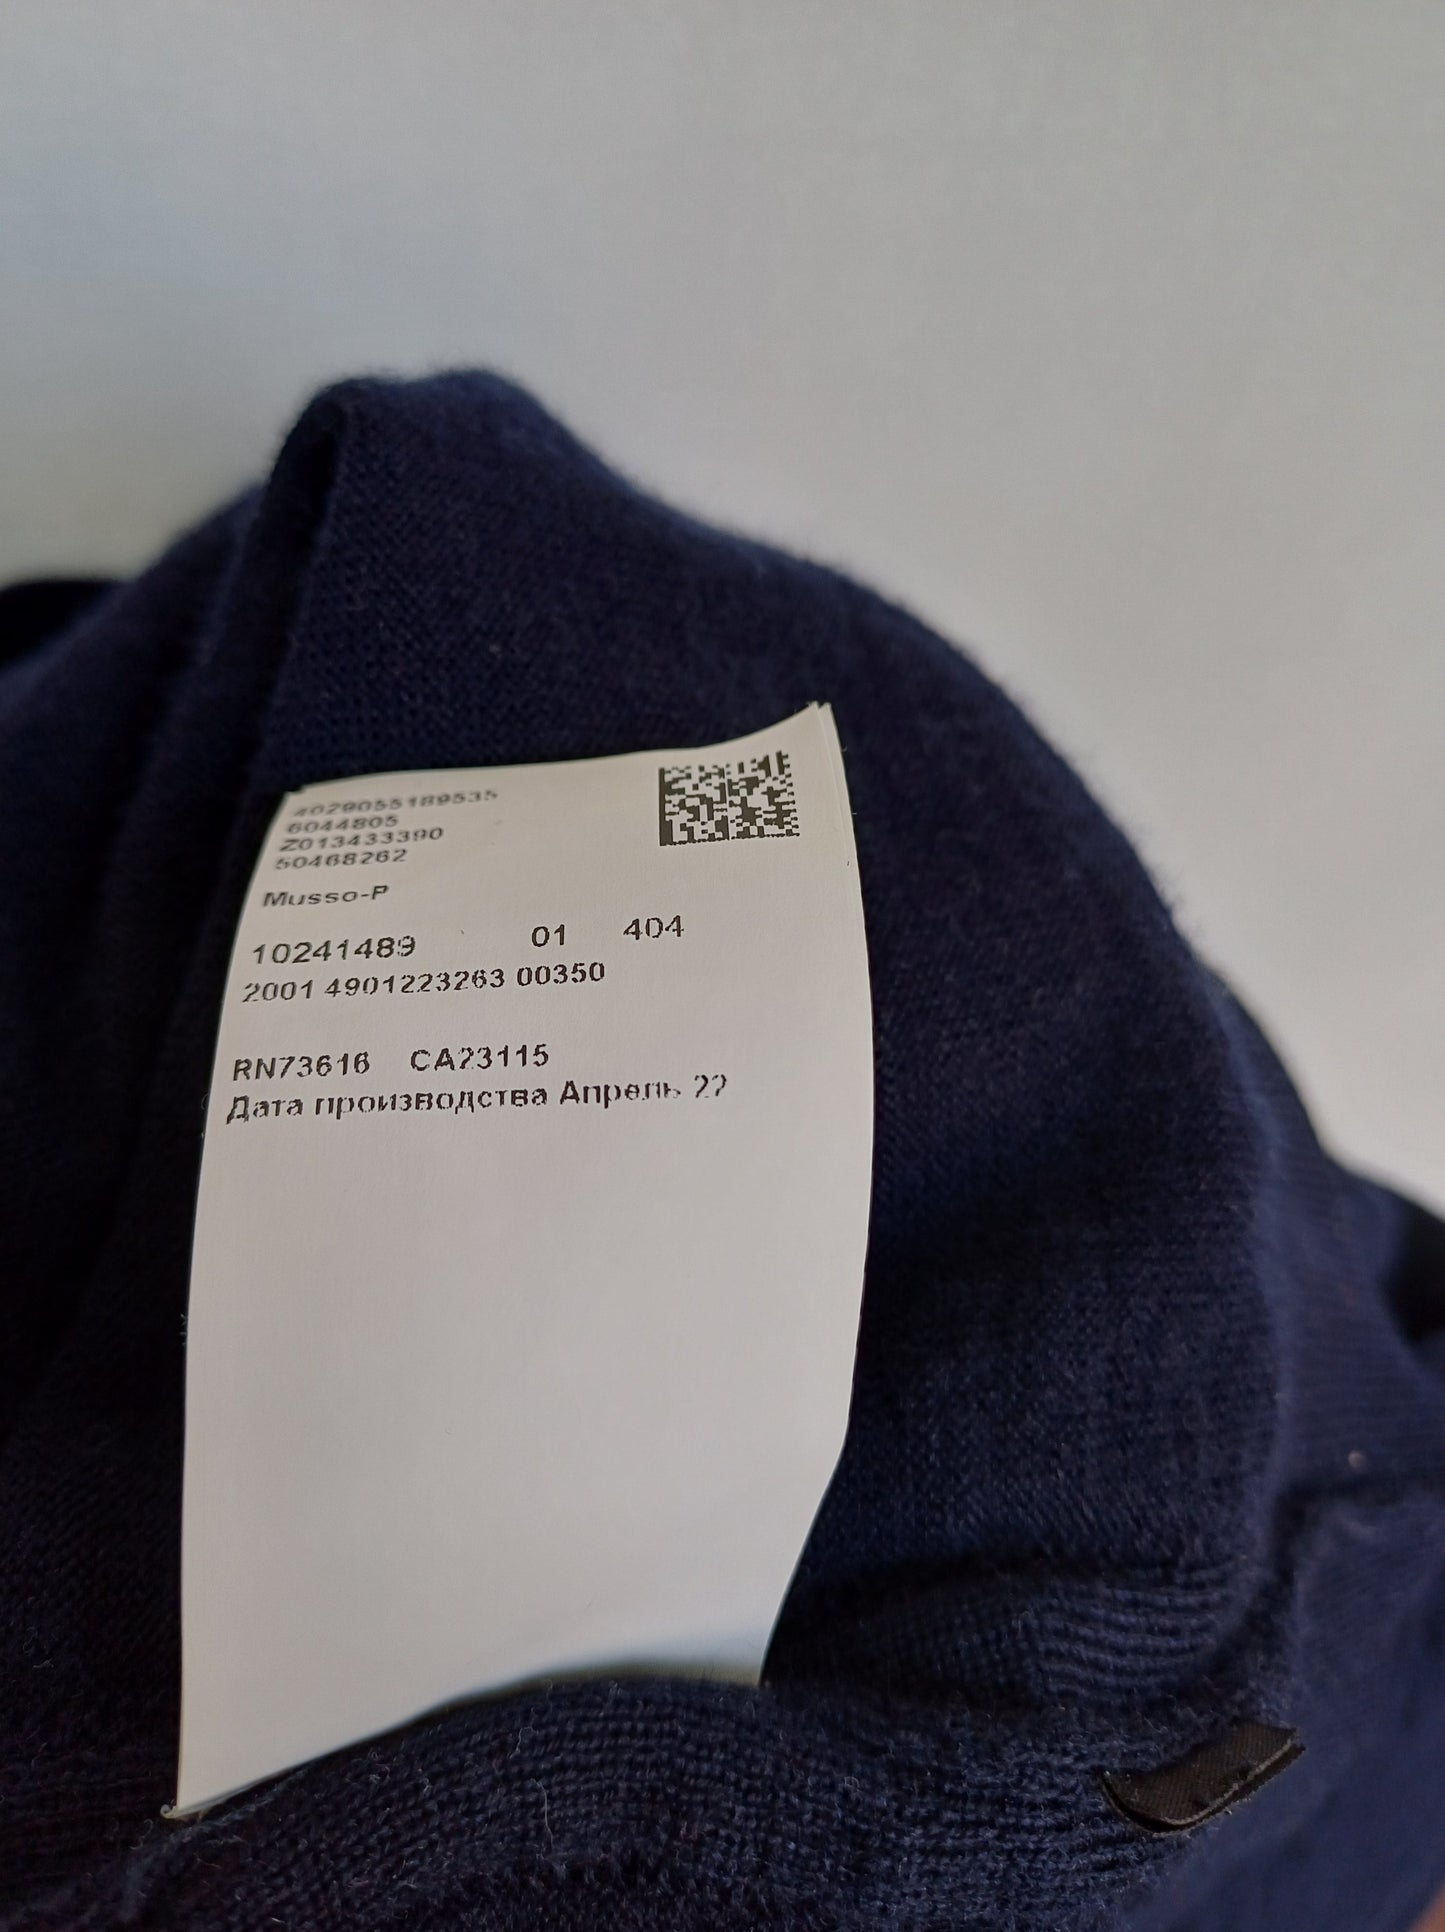 4029055189535
6044805
Z013433390
50468262
Musso-P
10241489 01 404
2001 4901223263 00350
RN73616 CA23115
Дата производства Апрель 22